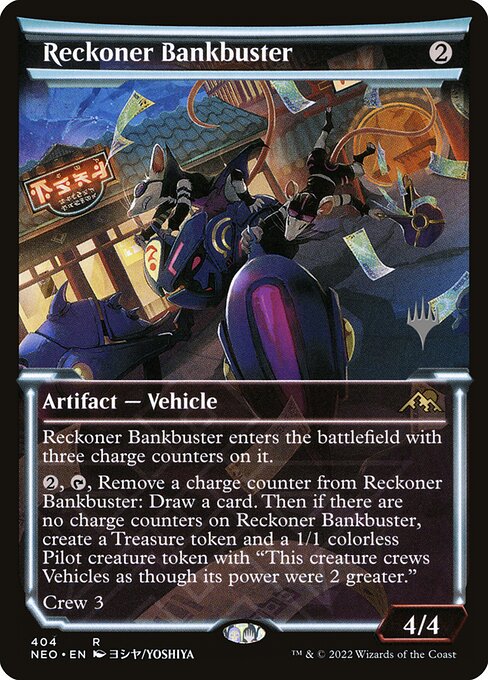 Reckoner Bankbuster 2
Artifact — Vehicle
Reckoner Bankbuster enters the battlefield with
three charge counters on it.
2, T, Remove a charge counter from Reckoner
Bankbuster: Draw a card. Then if there are
no charge counters on Reckoner Bankbuster,
create a Treasure token and a 1/1 colorless
Pilot creature token with “This creature crews
Vehicles as though its power were 2 greater.”
Crew 3
4/4
404 R
NEO • EN ヨシヤ/YOSHIYA
™ & © 2022 Wizards of the Coast